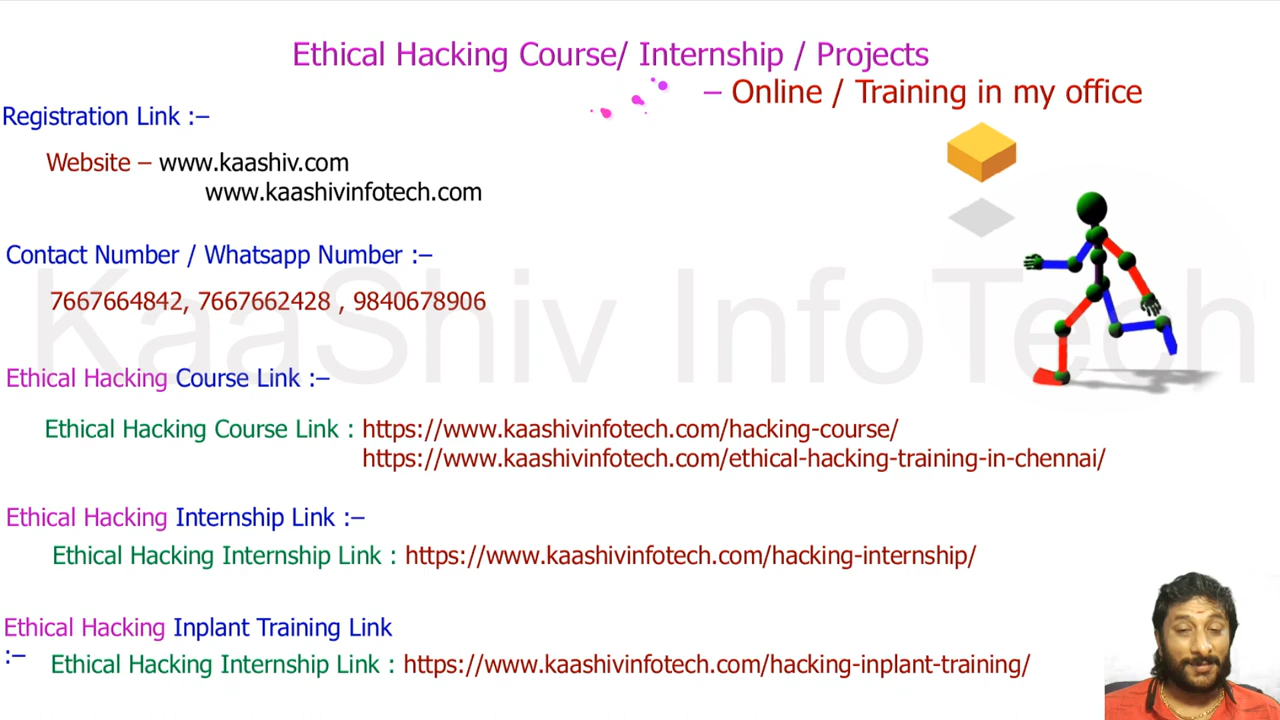 Ethical Hacking Course/ Internship / Projects
– Online / Training in my office
Registration Link :–
Website – www.kaashiv.com
www.kaashivinfotech.com
Contact Number / Whatsapp Number :–
7667664842, 7667662428 , 9840678906
KaaShiv InfoTech
Ethical Hacking Course Link :–
Ethical Hacking Course Link : https://www.kaashivinfotech.com/hacking-course/
https://www.kaashivinfotech.com/ethical-hacking-training-in-chennai/
Ethical Hacking Internship Link :–
Ethical Hacking Internship Link : https://www.kaashivinfotech.com/hacking-internship/
Ethical Hacking Inplant Training Link
:–
Ethical Hacking Internship Link : https://www.kaashivinfotech.com/hacking-inplant-training/